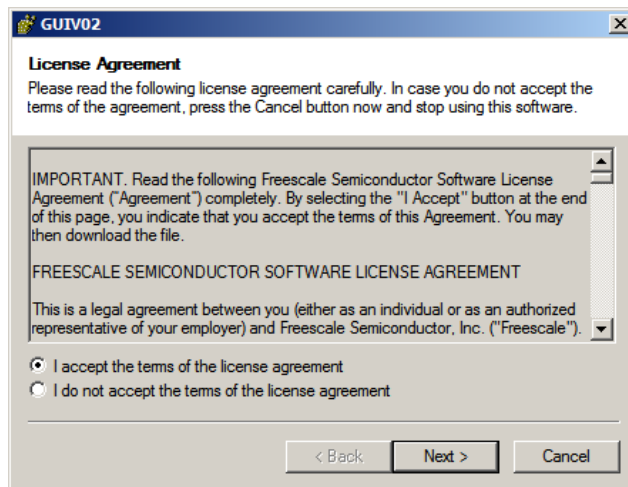 GUIV02
License Agreement
Please read the following license agreement carefully. In case you do not accept the
terms of the agreement, press the Cancel button now and stop using this software.
IMPORTANT. Read the following Freescale Semiconductor Software License
Agreement ("Agreement") completely. By selecting the "I Accept" button at the end
of this page, you indicate that you accept the terms of this Agreement. You may
then download the file.
FREESCALE SEMICONDUCTOR SOFTWARE LICENSE AGREEMENT
This is a legal agreement between you (either as an individual or as an authorized
representative of your employer) and Freescale Semiconductor, Inc. ("Freescale").
I accept the terms of the license agreement
I do not accept the terms of the license agreement
< Back Next > Cancel